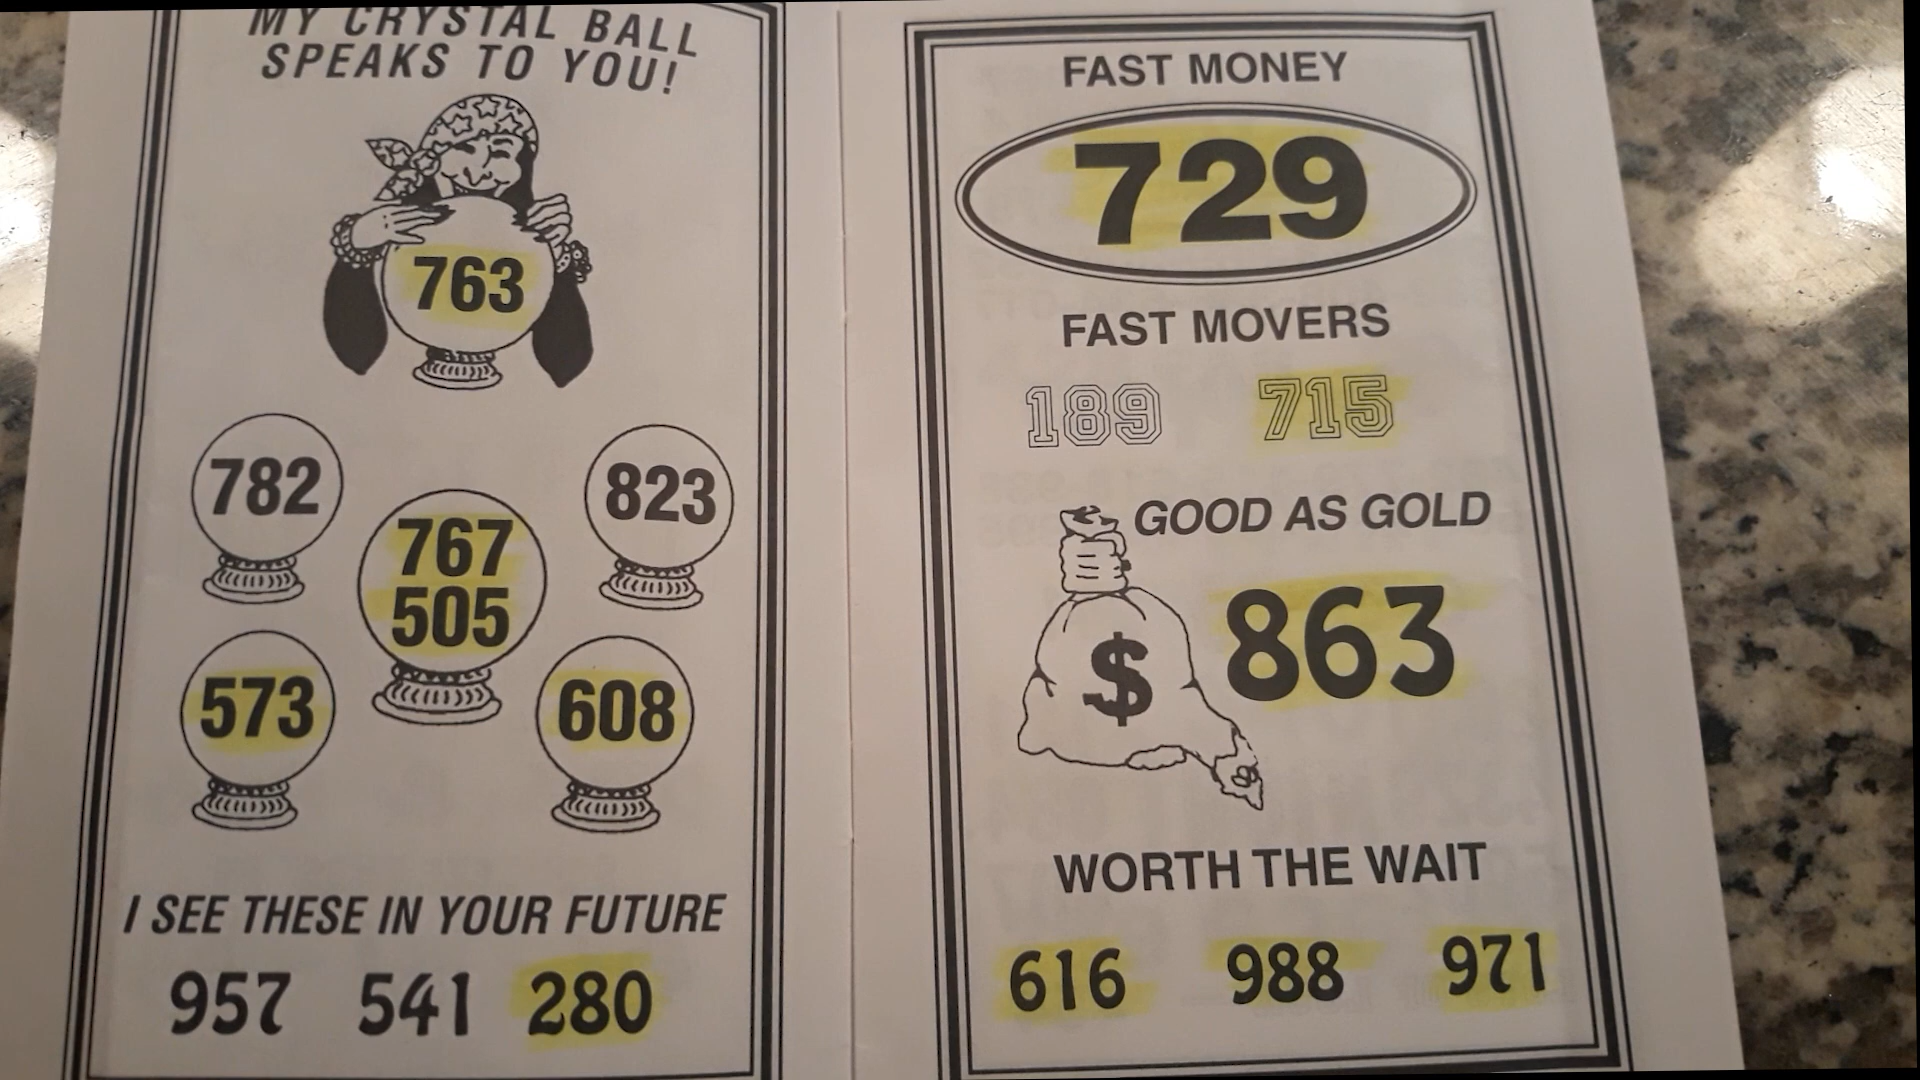 MY CRYSTAL BALL
SPEAKS TO YOU!
763
782
823
767
505
573
608
I SEE THESE IN YOUR FUTURE
957 541 280
FAST MONEY
729
FAST MOVERS
189 715
GOOD AS GOLD
$
863
WORTH THE WAIT
616 988 971